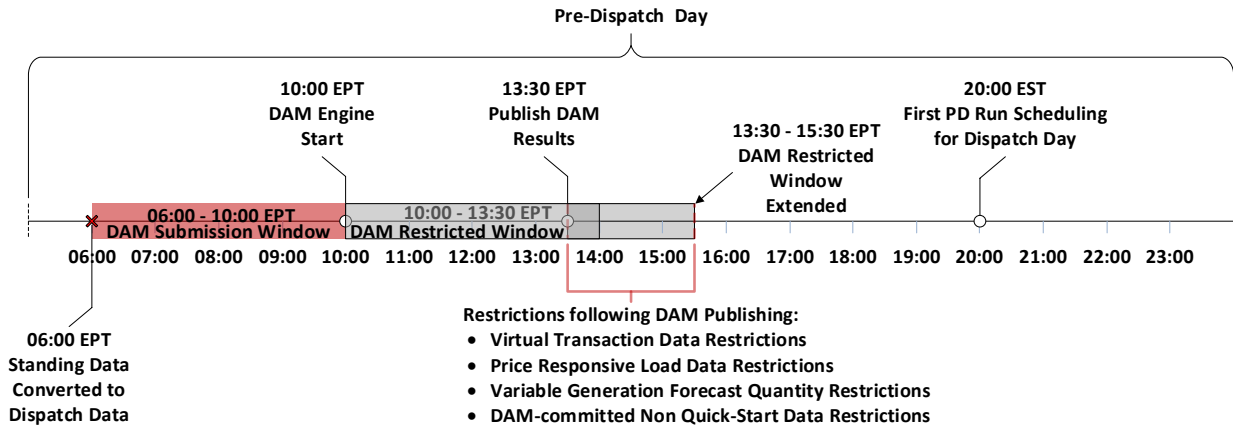 Pre-Dispatch Day
10:00 EPT
DAM Engine
Start
13:30 EPT
Publish DAM
Results
13:30 - 15:30 EPT
DAM Restricted
Window
Extended
20:00 EST
First PD Run Scheduling
for Dispatch Day
06:00 - 10:00 EPT
DAM Submission Window
10:00 - 13:30 EPT
DAM Restricted Window
06:00 07:00 08:00 09:00 10:00 11:00 12:00 13:00 14:00 15:00 16:00 17:00 18:00 19:00 20:00 21:00 22:00 23:00
06:00 EPT
Standing Data
Converted to
Dispatch Data
Restrictions following DAM Publishing:
• Virtual Transaction Data Restrictions
• Price Responsive Load Data Restrictions
• Variable Generation Forecast Quantity Restrictions
• DAM-committed Non Quick-Start Data Restrictions